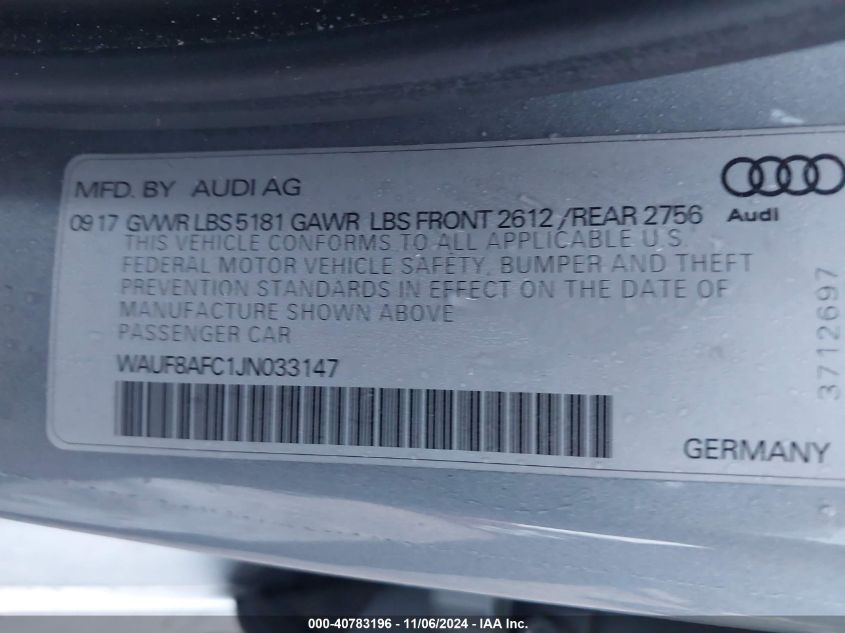 MFD. BY AUDI AG
Audi
09 17 GVWR LBS 5181 GAWR LBS FRONT 2612 /REAR 2756
THIS VEHICLE CONFORMS TO ALL APPLICABLE U.S.
FEDERAL MOTOR VEHICLE SAFETY, BUMPER AND THEFT
PREVENTION STANDARDS IN EFFECT ON THE DATE OF
MANUFACTURE SHOWN ABOVE
PASSENGER CAR
WAUF8AFC1JN033147
3712697
GERMANY
000-40783196 - 11/06/2024 - IAA Inc.